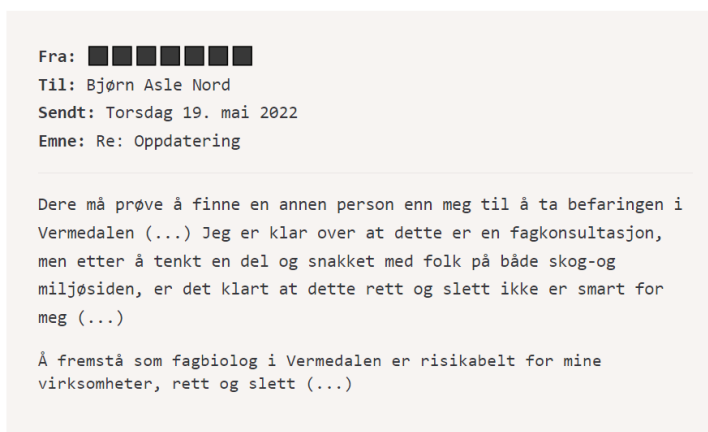 Fra: ■■■■■■■
Til: Bjørn Asle Nord
Sendt: Torsdag 19. mai 2022
Emne: Re: Oppdatering
Dere må prøve å finne en annen person enn meg til å ta befaringen i
Vermedalen (...) Jeg er klar over at dette er en fagkonsultasjon,
men etter å tenkt en del og snakket med folk på både skog-og
miljøsiden, er det klart at dette rett og slett ikke er smart for
meg (...)
Å fremstå som fagbiolog i Vermedalen er risikabelt for mine
virksomheter, rett og slett (...)